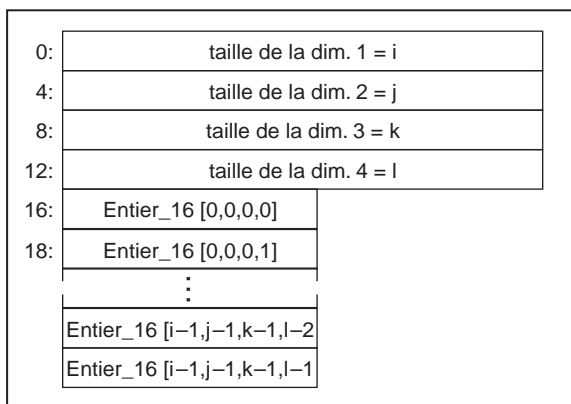 0: taille de la dim. 1 = i
4: taille de la dim. 2 = j
8: taille de la dim. 3 = k
12: taille de la dim. 4 = l
16: Entier_16 [0,0,0,0]
18: Entier_16 [0,0,0,1]
Entier_16 [i–1,j–1,k–1,l–2
Entier_16 [i–1,j–1,k–1,l–1